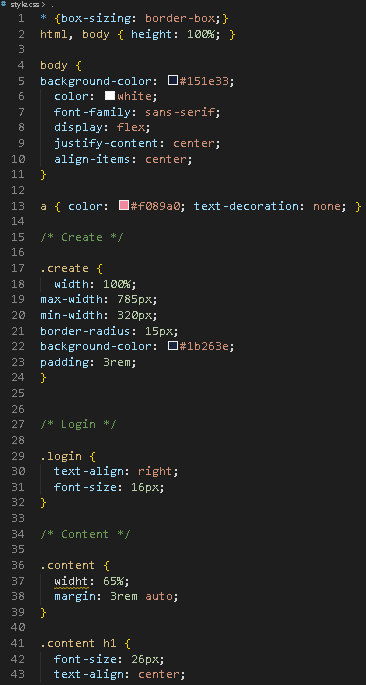 style.css > .
1 * {box-sizing: border-box;}
2 html, body { height: 100%; }
3
4 body {
5 background-color: #151e33;
6 color: white;
7 font-family: sans-serif;
8 display: flex;
9 justify-content: center;
10 align-items: center;
11 }
12
13 a { color: #f089a0; text-decoration: none; }
14
15 /* Create */
16
17 .create {
18 width: 100%;
19 max-width: 785px;
20 min-width: 320px;
21 border-radius: 15px;
22 background-color: #1b263e;
23 padding: 3rem;
24 }
25
26
27 /* Login */
28
29 .login {
30 text-align: right;
31 font-size: 16px;
32 }
33
34 /* Content */
35
36 .content {
37 widht: 65%;
38 margin: 3rem auto;
39 }
40
41 .content h1 {
42 font-size: 26px;
43 text-align: center;